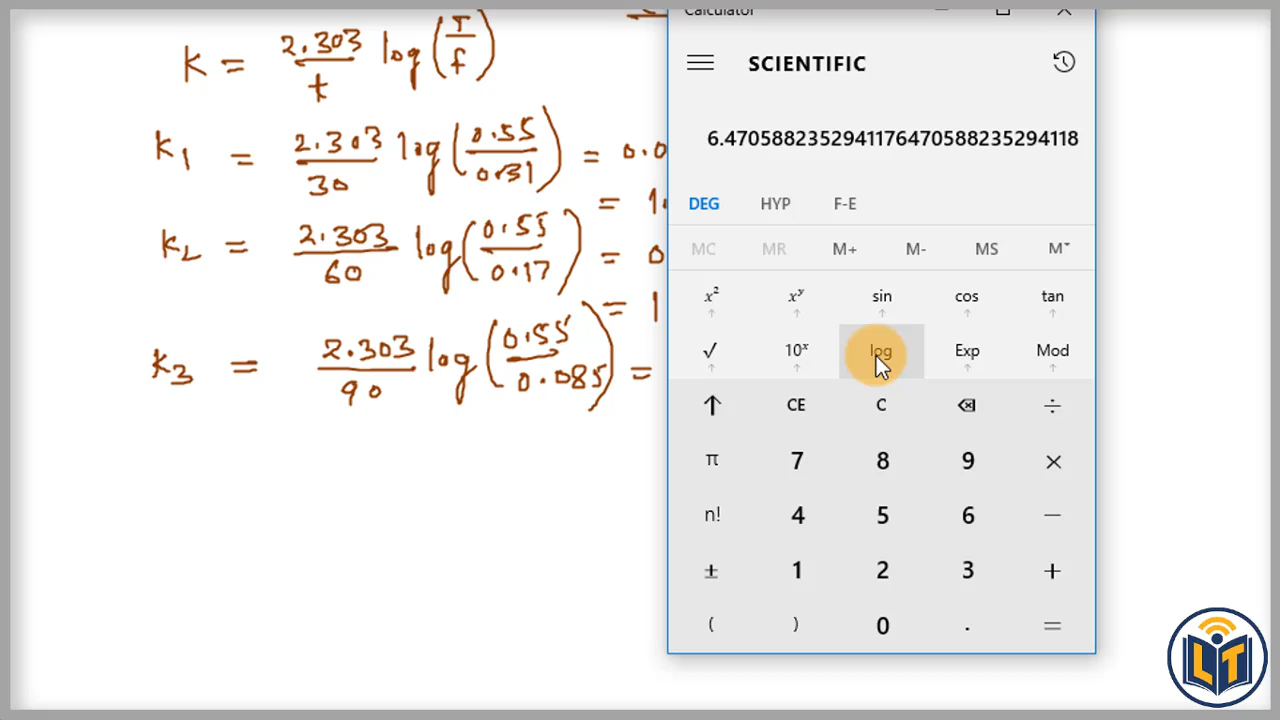 K = 2.303/t log(T/f)
K1 = 2.303/30 log(0.55/0.31) = 0.0
= 1.
K2 = 2.303/60 log(0.55/0.17) = 0
= 1
K3 = 2.303/90 log(0.55/0.085) =
Calculator
SCIENTIFIC
6.4705882352941176470588235294118
DEG HYP F-E
MC MR M+ M- MS M▾
x² xʸ sin cos tan
√ 10ˣ log Exp Mod
↑ CE C ⌫ ÷
π 7 8 9 ×
n! 4 5 6 −
± 1 2 3 +
( ) 0 . =
LT